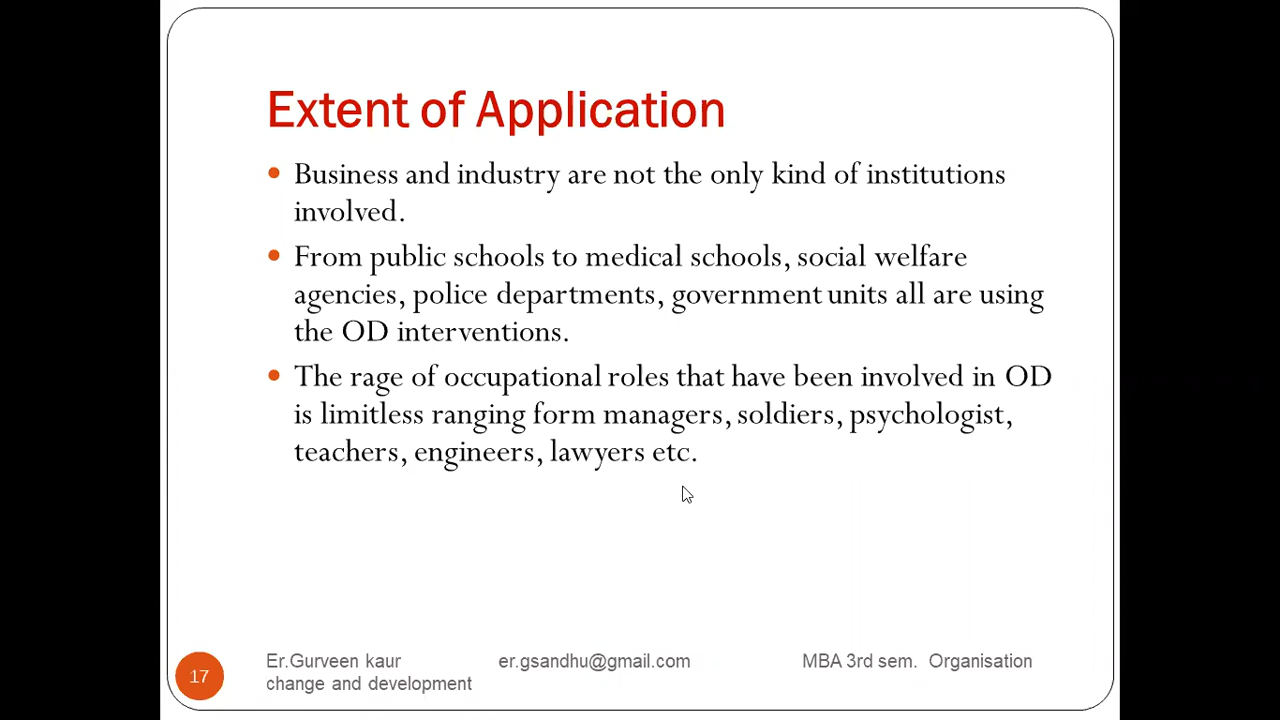 Extent of Application
Business and industry are not the only kind of institutions
involved.
From public schools to medical schools, social welfare
agencies, police departments, government units all are using
the OD interventions.
The rage of occupational roles that have been involved in OD
is limitless ranging form managers, soldiers, psychologist,
teachers, engineers, lawyers etc.
17
Er.Gurveen kaur er.gsandhu@gmail.com MBA 3rd sem. Organisation
change and development